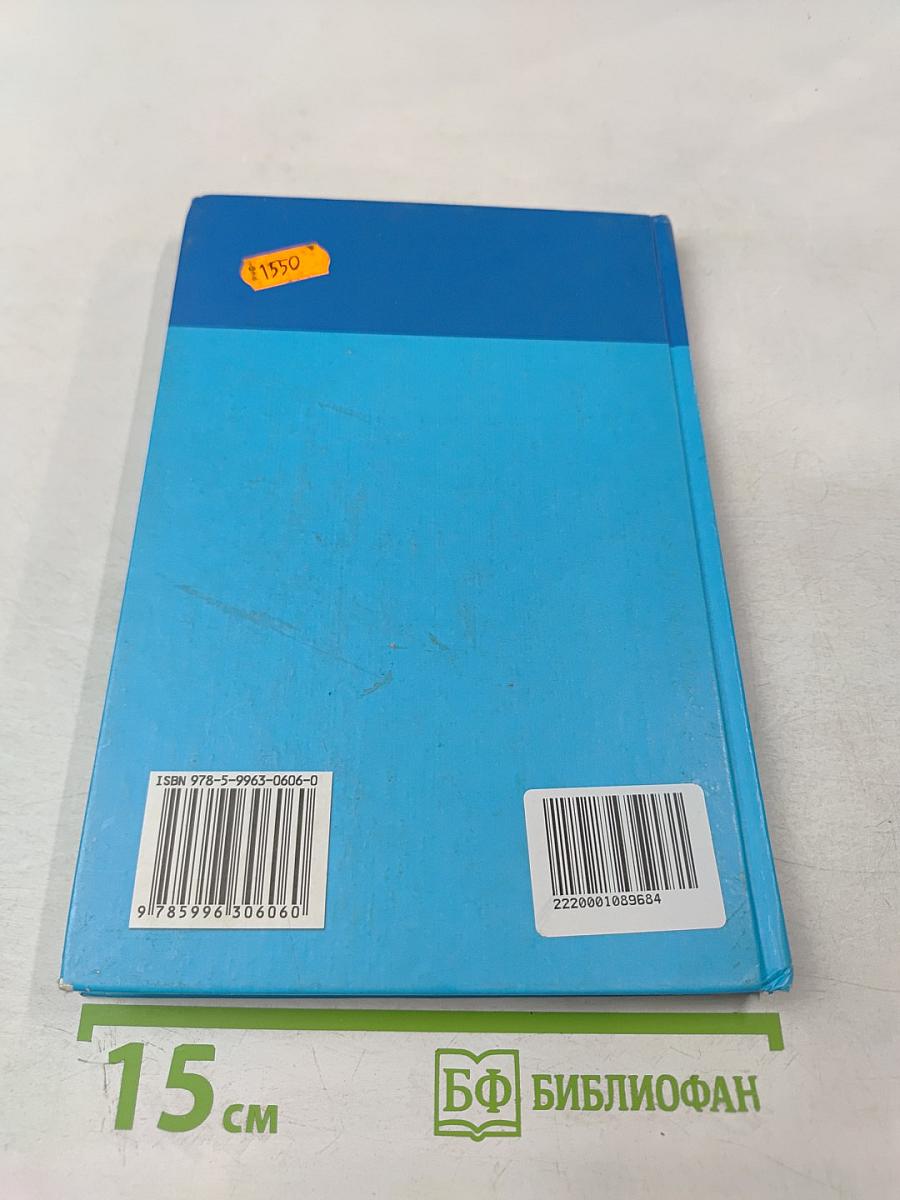 1550
ISBN 978-5-9963-0606-0
9 785996 306060
2220001089684
15 см
БФ БИБЛИОФАН